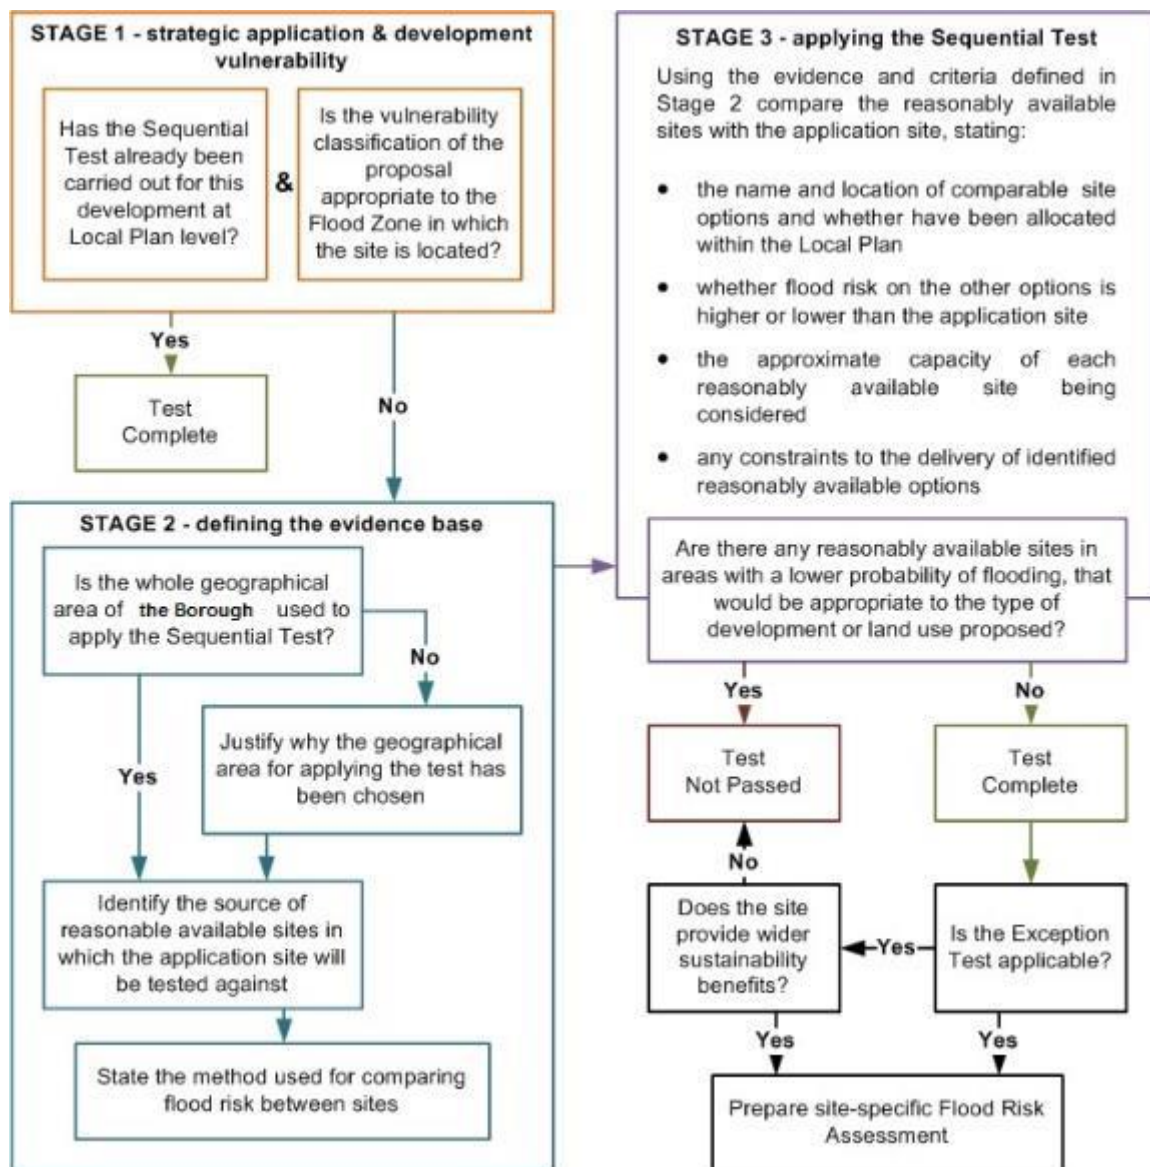 STAGE 1 - strategic application & development
vulnerability
Has the Sequential
Test already been
carried out for this
development at
Local Plan level?
&
Is the vulnerability
classification of the
proposal
appropriate to the
Flood Zone in which
the site is located?
Yes
Test
Complete
No
STAGE 2 - defining the evidence base
Is the whole geographical
area of the Borough used to
apply the Sequential Test?
No
Yes
Justify why the geographical
area for applying the test has
been chosen
Identify the source of
reasonable available sites in
which the application site will
be tested against
State the method used for comparing
flood risk between sites
STAGE 3 - applying the Sequential Test
Using the evidence and criteria defined in
Stage 2 compare the reasonably available
sites with the application site, stating:
• the name and location of comparable site
options and whether have been allocated
within the Local Plan
• whether flood risk on the other options is
higher or lower than the application site
• the approximate capacity of each
reasonably available site being
considered
• any constraints to the delivery of identified
reasonably available options
Are there any reasonably available sites in
areas with a lower probability of flooding, that
would be appropriate to the type of
development or land use proposed?
Yes
No
Test
Not Passed
Test
Complete
No
Does the site
provide wider
sustainability
benefits?
Yes
Is the Exception
Test applicable?
Yes
Yes
Prepare site-specific Flood Risk
Assessment